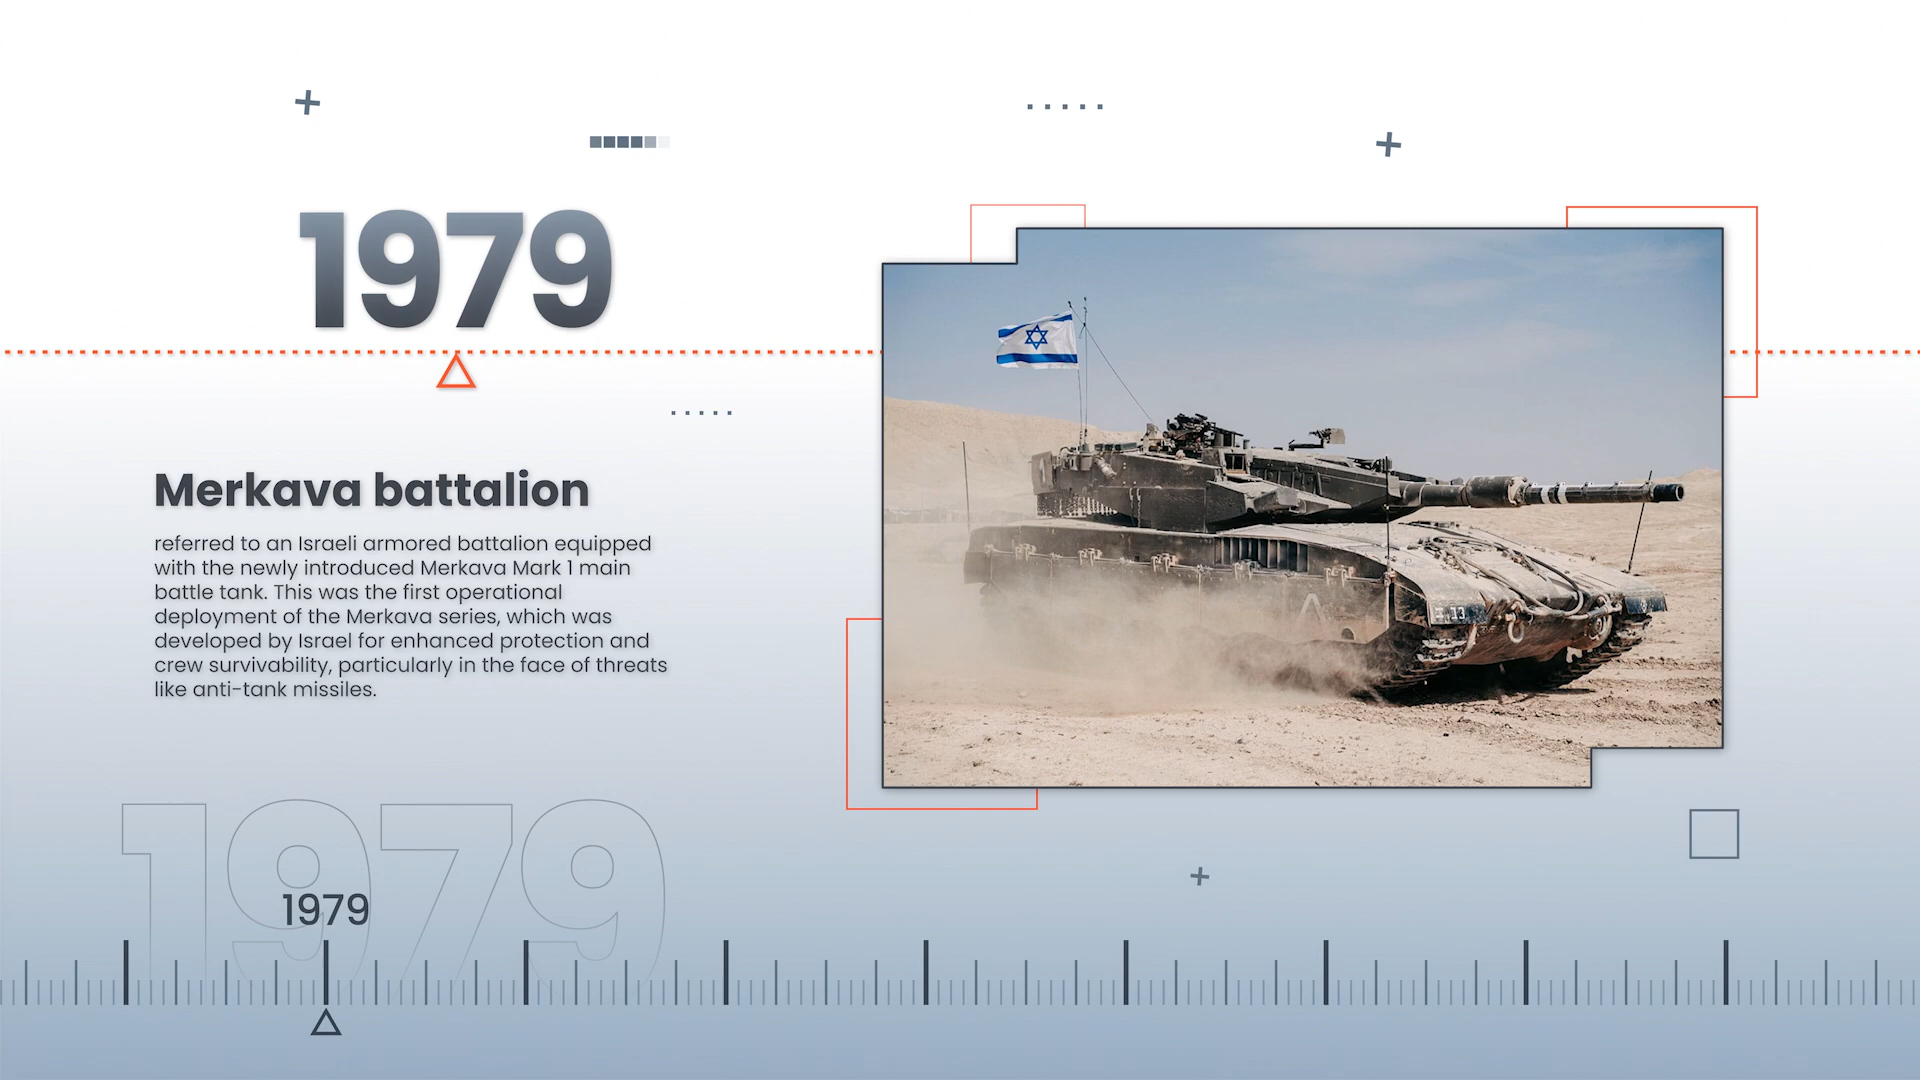 1979
Merkava battalion
referred to an Israeli armored battalion equipped
with the newly introduced Merkava Mark 1 main
battle tank. This was the first operational
deployment of the Merkava series, which was
developed by Israel for enhanced protection and
crew survivability, particularly in the face of threats
like anti-tank missiles.
1979
1979